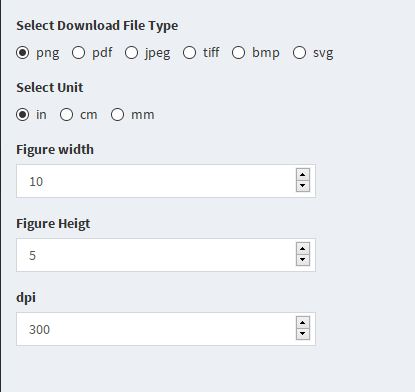 Select Download File Type
png pdf jpeg tiff bmp svg
Select Unit
in cm mm
Figure width
10
Figure Heigt
5
dpi
300